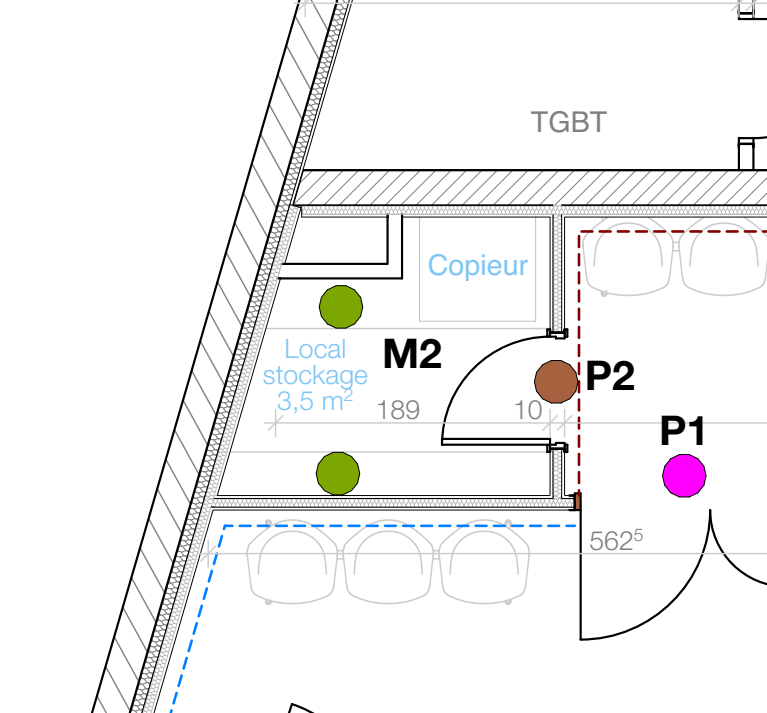 TGBT
Copieur
Local
stockage
3,5 m²
M2
P2
189
10
P1
562⁵